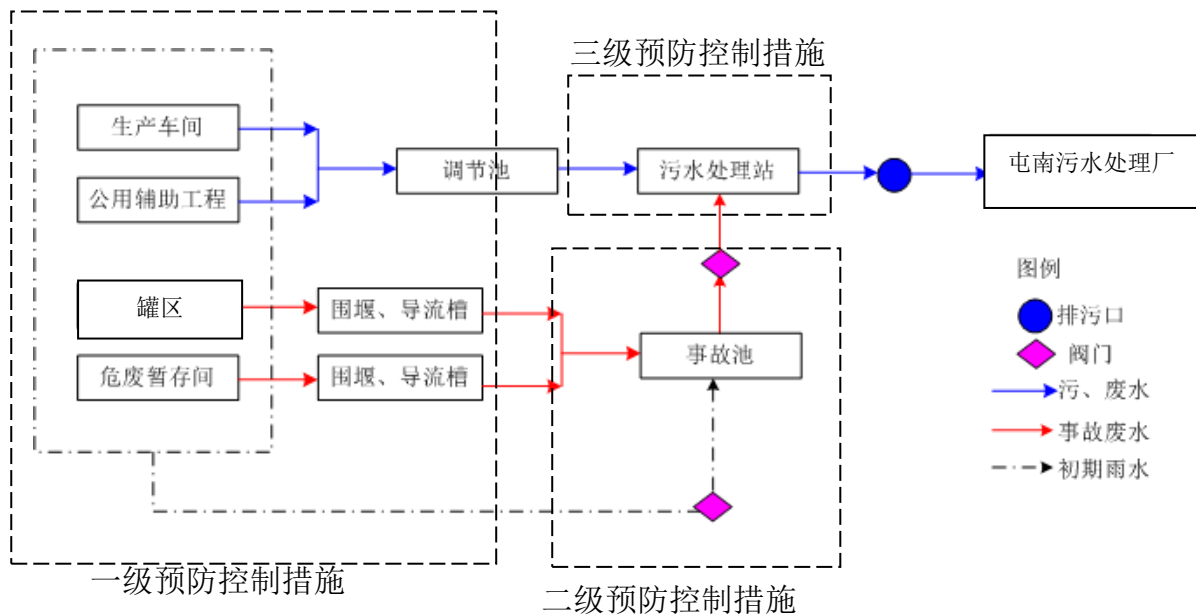 三级预防控制措施
生产车间
公用辅助工程
调节池
污水处理站
屯南污水处理厂
罐区
围堰、导流槽
危废暂存间
围堰、导流槽
事故池
图例
排污口
阀门
污、废水
事故废水
初期雨水
一级预防控制措施
二级预防控制措施